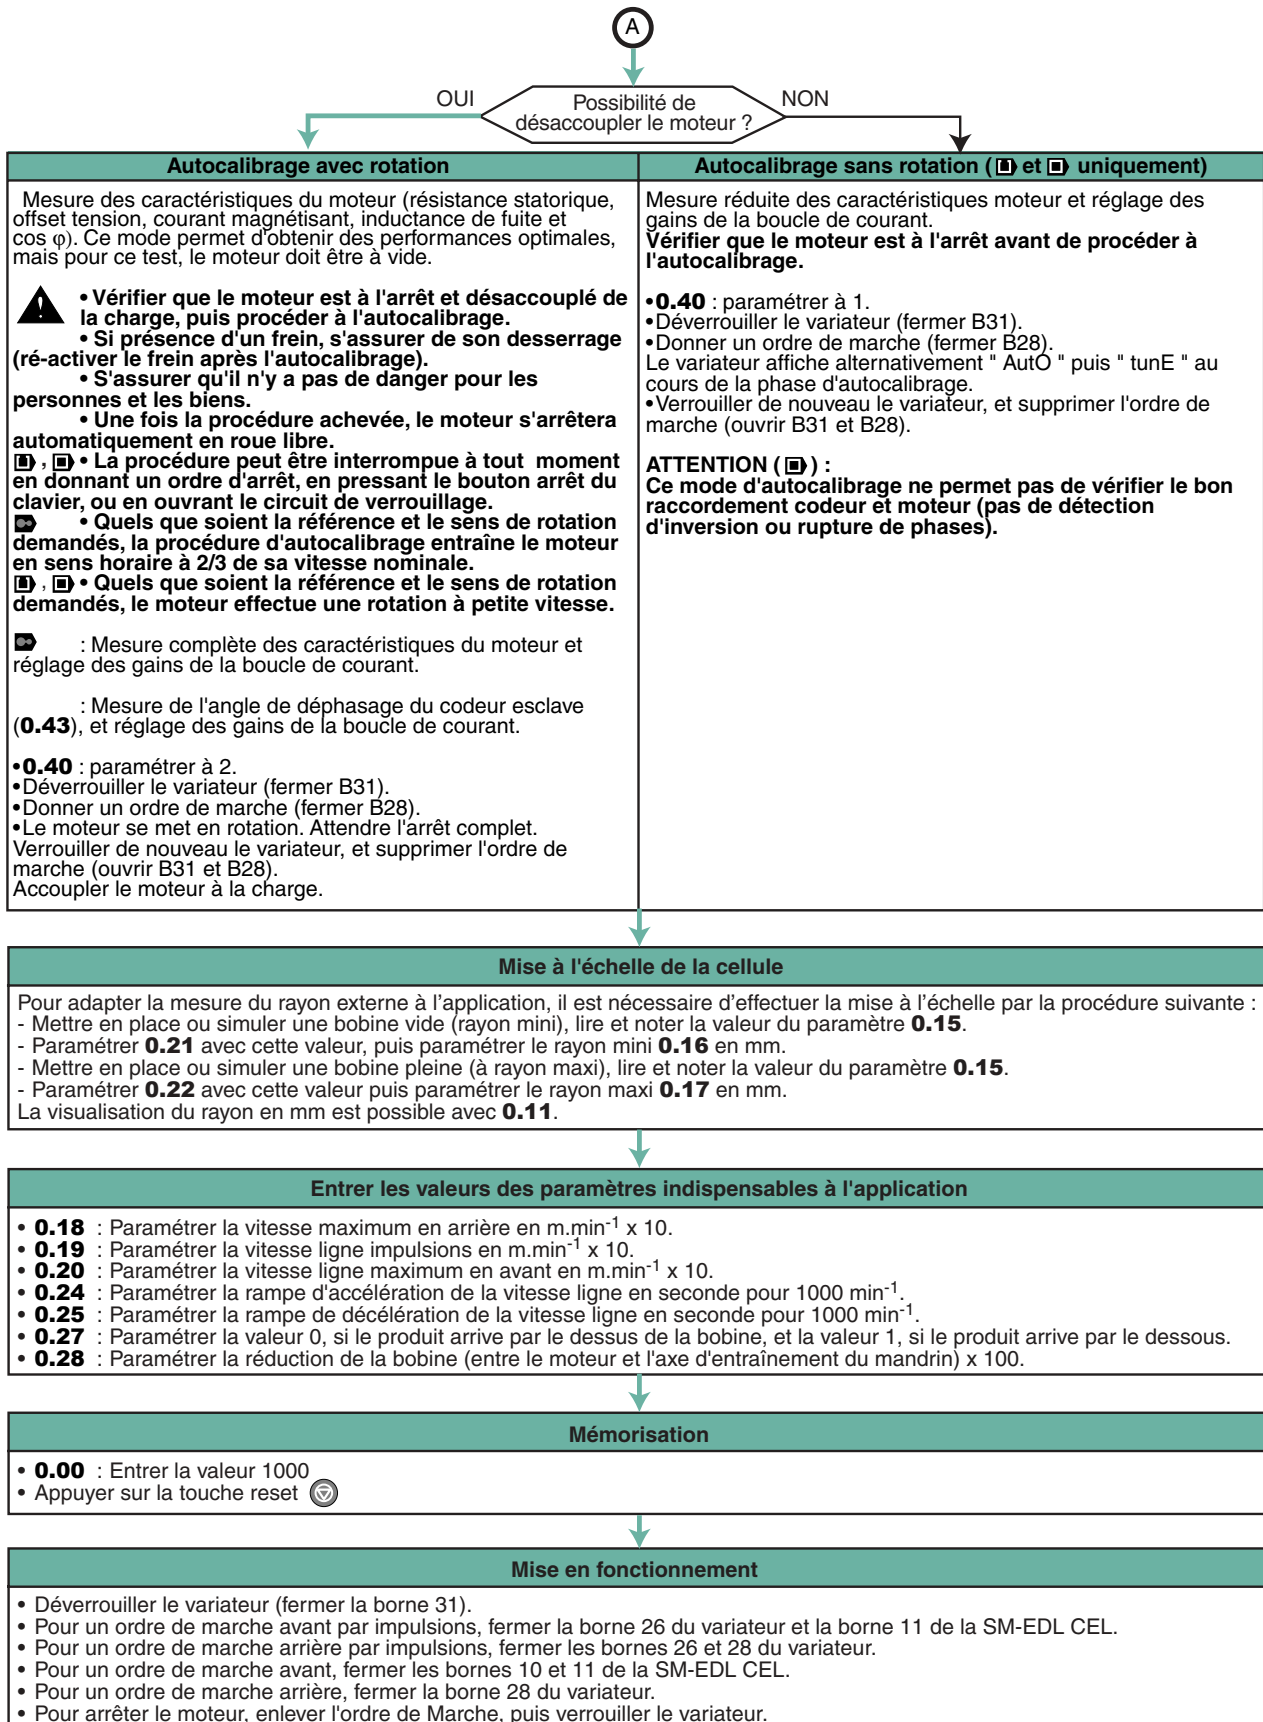 A
OUI
Possibilité de
désaccoupler le moteur ?
NON
Autocalibrage avec rotation
Mesure des caractéristiques du moteur (résistance statorique,
offset tension, courant magnétisant, inductance de fuite et
cos φ). Ce mode permet d'obtenir des performances optimales,
mais pour ce test, le moteur doit être à vide.
• Vérifier que le moteur est à l'arrêt et désaccouplé de
la charge, puis procéder à l'autocalibrage.
• Si présence d'un frein, s'assurer de son desserrage
(ré-activer le frein après l'autocalibrage).
• S'assurer qu'il n'y a pas de danger pour les
personnes et les biens.
• Une fois la procédure achevée, le moteur s'arrêtera
automatiquement en roue libre.
, • La procédure peut être interrompue à tout moment
en donnant un ordre d'arrêt, en pressant le bouton arrêt du
clavier, ou en ouvrant le circuit de verrouillage.
• Quels que soient la référence et le sens de rotation
demandés, la procédure d'autocalibrage entraîne le moteur
en sens horaire à 2/3 de sa vitesse nominale.
, • Quels que soient la référence et le sens de rotation
demandés, le moteur effectue une rotation à petite vitesse.
: Mesure complète des caractéristiques du moteur et
réglage des gains de la boucle de courant.
: Mesure de l'angle de déphasage du codeur esclave
(0.43), et réglage des gains de la boucle de courant.
•0.40 : paramétrer à 2.
•Déverrouiller le variateur (fermer B31).
•Donner un ordre de marche (fermer B28).
•Le moteur se met en rotation. Attendre l'arrêt complet.
Verrouiller de nouveau le variateur, et supprimer l'ordre de
marche (ouvrir B31 et B28).
Accoupler le moteur à la charge.
Autocalibrage sans rotation ( et uniquement)
Mesure réduite des caractéristiques moteur et réglage des
gains de la boucle de courant.
Vérifier que le moteur est à l'arrêt avant de procéder à
l'autocalibrage.
•0.40 : paramétrer à 1.
•Déverrouiller le variateur (fermer B31).
•Donner un ordre de marche (fermer B28).
Le variateur affiche alternativement " AutO " puis " tunE " au
cours de la phase d'autocalibrage.
•Verrouiller de nouveau le variateur, et supprimer l'ordre de
marche (ouvrir B31 et B28).
ATTENTION ( ) :
Ce mode d'autocalibrage ne permet pas de vérifier le bon
raccordement codeur et moteur (pas de détection
d'inversion ou rupture de phases).
Mise à l'échelle de la cellule
Pour adapter la mesure du rayon externe à l’application, il est nécessaire d’effectuer la mise à l’échelle par la procédure suivante :
- Mettre en place ou simuler une bobine vide (rayon mini), lire et noter la valeur du paramètre 0.15.
- Paramétrer 0.21 avec cette valeur, puis paramétrer le rayon mini 0.16 en mm.
- Mettre en place ou simuler une bobine pleine (à rayon maxi), lire et noter la valeur du paramètre 0.15.
- Paramétrer 0.22 avec cette valeur puis paramétrer le rayon maxi 0.17 en mm.
La visualisation du rayon en mm est possible avec 0.11.
Entrer les valeurs des paramètres indispensables à l'application
• 0.18 : Paramétrer la vitesse maximum en arrière en m.min-1 x 10.
• 0.19 : Paramétrer la vitesse ligne impulsions en m.min-1 x 10.
• 0.20 : Paramétrer la vitesse ligne maximum en avant en m.min-1 x 10.
• 0.24 : Paramétrer la rampe d'accélération de la vitesse ligne en seconde pour 1000 min-1.
• 0.25 : Paramétrer la rampe de décélération de la vitesse ligne en seconde pour 1000 min-1.
• 0.27 : Paramétrer la valeur 0, si le produit arrive par le dessus de la bobine, et la valeur 1, si le produit arrive par le dessous.
• 0.28 : Paramétrer la réduction de la bobine (entre le moteur et l'axe d'entraînement du mandrin) x 100.
Mémorisation
• 0.00 : Entrer la valeur 1000
• Appuyer sur la touche reset
Mise en fonctionnement
• Déverrouiller le variateur (fermer la borne 31).
• Pour un ordre de marche avant par impulsions, fermer la borne 26 du variateur et la borne 11 de la SM-EDL CEL.
• Pour un ordre de marche arrière par impulsions, fermer les bornes 26 et 28 du variateur.
• Pour un ordre de marche avant, fermer les bornes 10 et 11 de la SM-EDL CEL.
• Pour un ordre de marche arrière, fermer la borne 28 du variateur.
• Pour arrêter le moteur, enlever l'ordre de Marche, puis verrouiller le variateur.